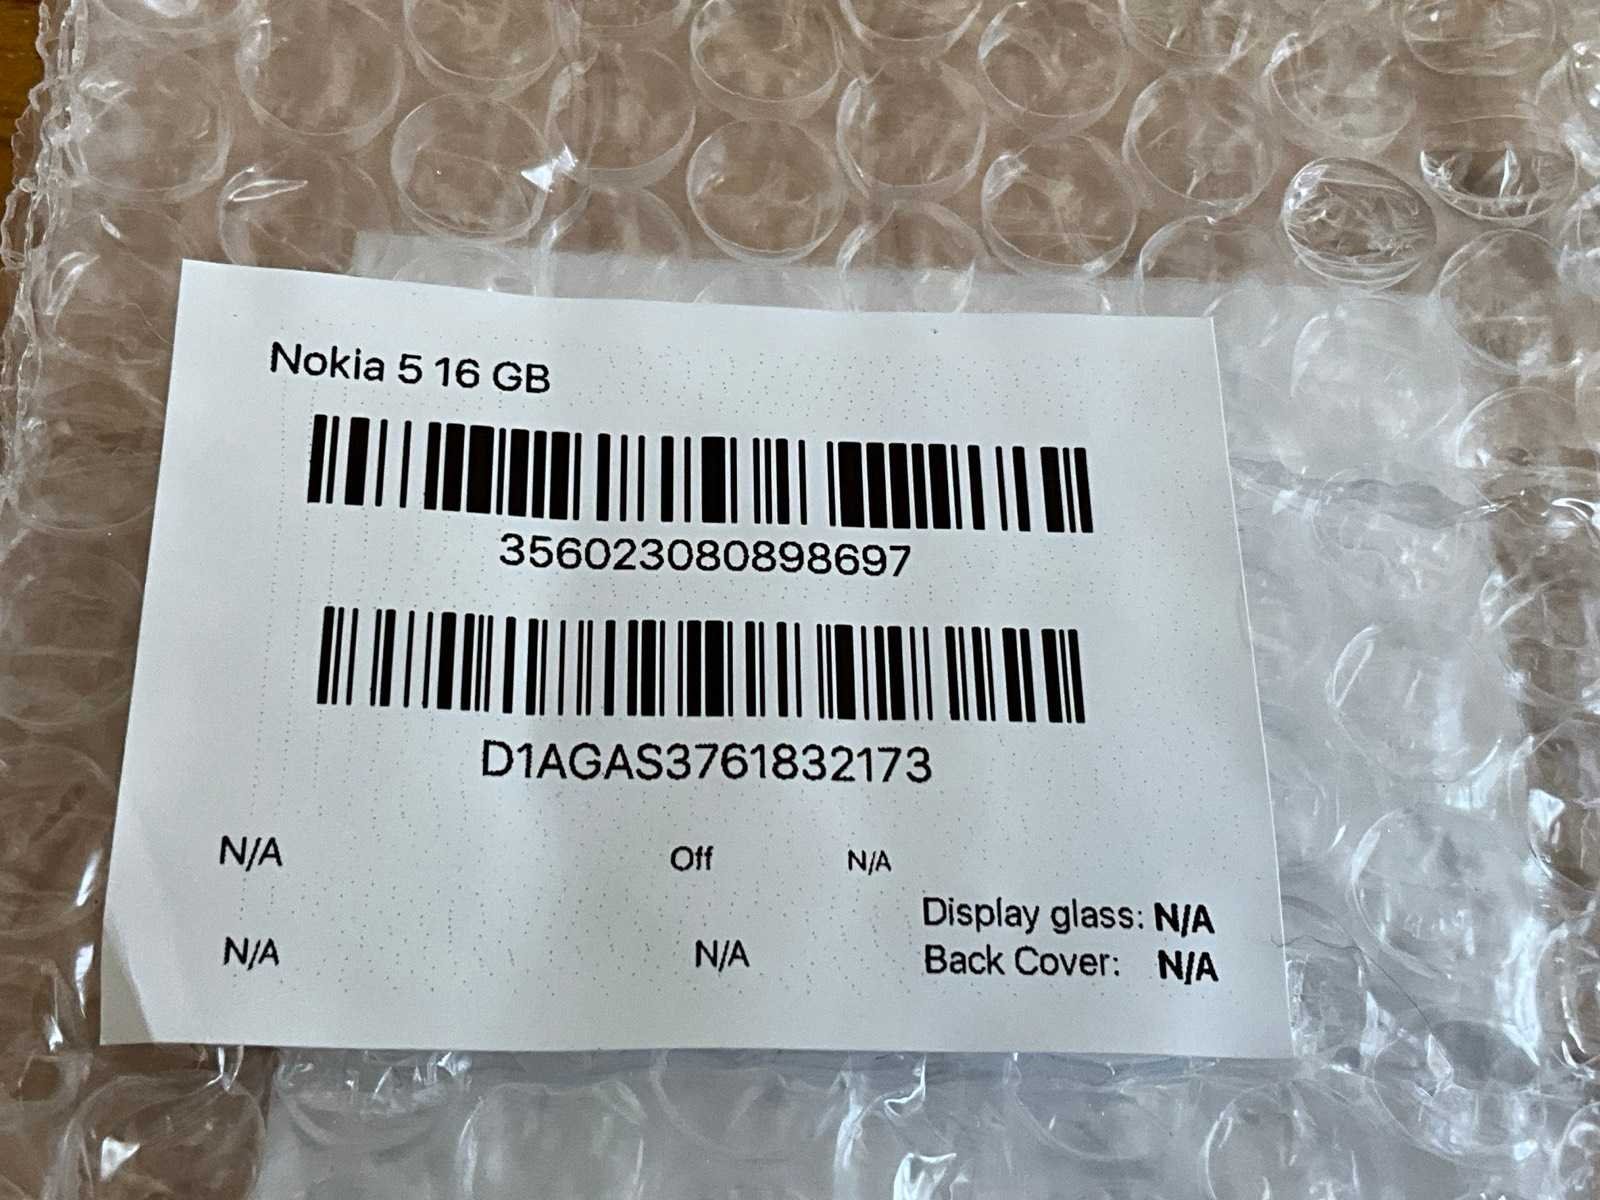 Nokia 5 16 GB
356023080898697
D1AGAS3761832173
N/A Off N/A
Display glass: N/A
N/A N/A Back Cover: N/A